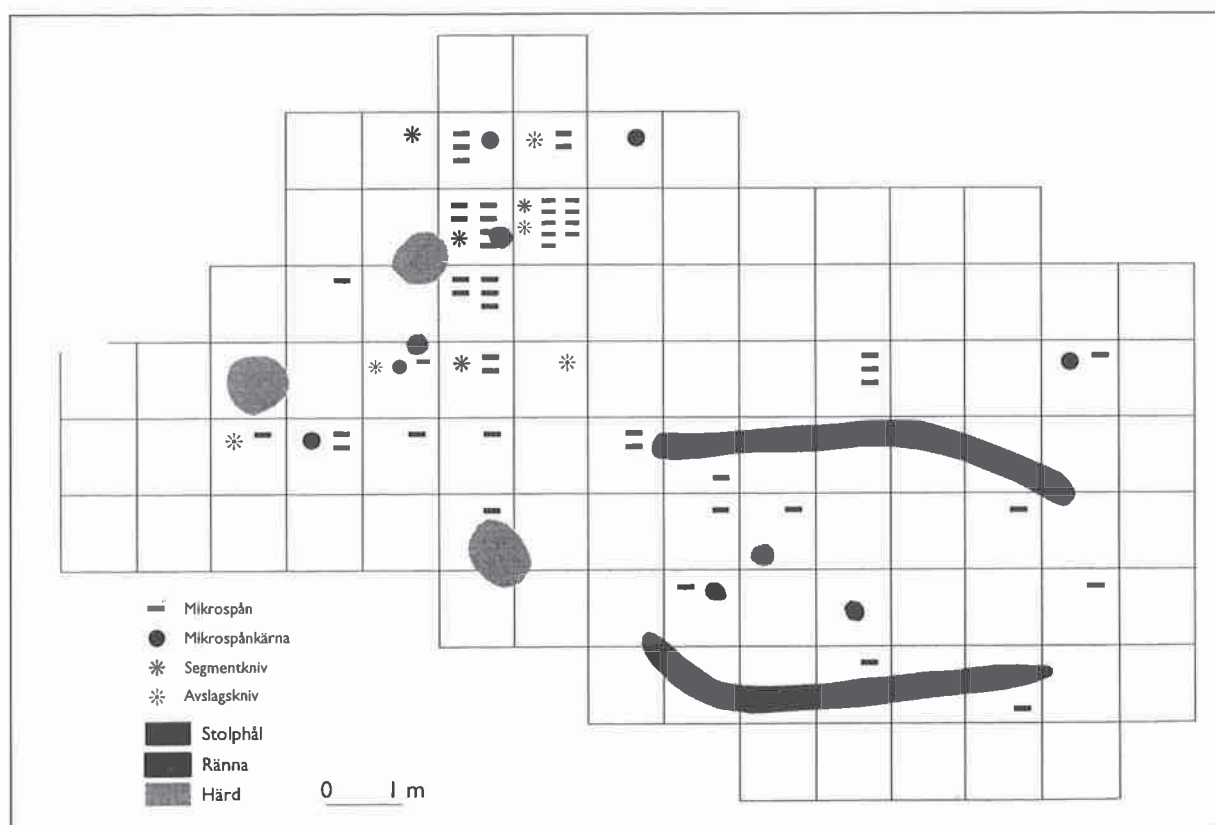 Mikrospån
Mikrospånkärna
Segmentkniv
Avslagskniv
Stolphål
Ränna
Härd
0 1 m